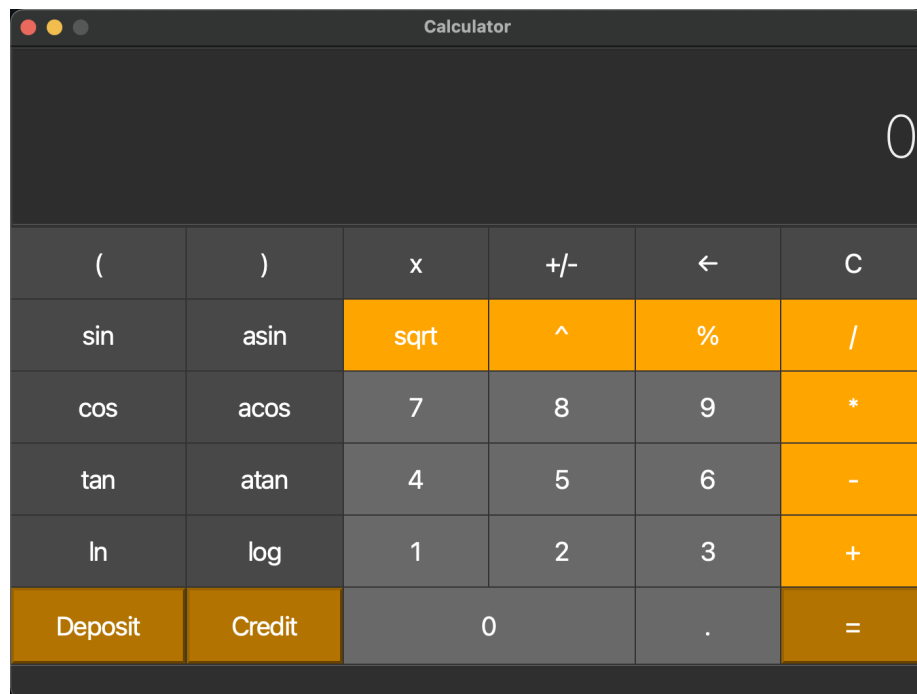 Calculator
0
( ) x +/- ← C
sin asin sqrt ^ % /
cos acos 7 8 9 *
tan atan 4 5 6 -
ln log 1 2 3 +
Deposit Credit 0 . =